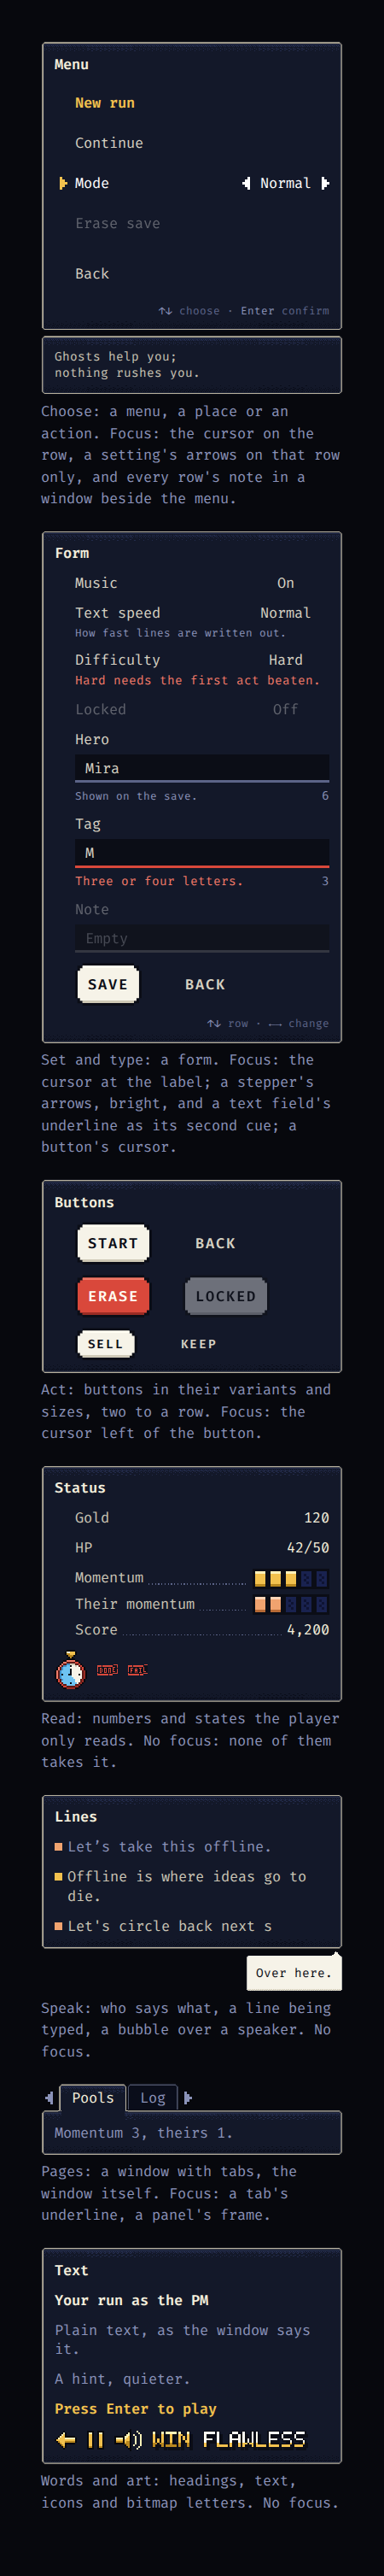 Menu
New run
Continue
Mode Normal
Erase save
Back
↑↓ choose · Enter confirm
Ghosts help you;
nothing rushes you.
Choose: a menu, a place or an
action. Focus: the cursor on the
row, a setting's arrows on that row
only, and every row's note in a
window beside the menu.
Form
Music On
Text speed Normal
How fast lines are written out.
Difficulty Hard
Hard needs the first act beaten.
Locked Off
Hero
Mira
Shown on the save. 6
Tag
M
Three or four letters. 3
Note
Empty
SAVE BACK
↑↓ row · ←→ change
Set and type: a form. Focus: the
cursor at the label; a stepper's
arrows, bright, and a text field's
underline as its second cue; a
button's cursor.
Buttons
START BACK
ERASE LOCKED
SELL KEEP
Act: buttons in their variants and
sizes, two to a row. Focus: the
cursor left of the button.
Status
Gold 120
HP 42/50
Momentum
Their momentum
Score 4,200
DONE FAIL
Read: numbers and states the player
only reads. No focus: none of them
takes it.
Lines
Let’s take this offline.
Offline is where ideas go to
die.
Let's circle back next s
Over here.
Speak: who says what, a line being
typed, a bubble over a speaker. No
focus.
Pools Log
Momentum 3, theirs 1.
Pages: a window with tabs, the
window itself. Focus: a tab's
underline, a panel's frame.
Text
Your run as the PM
Plain text, as the window says
it.
A hint, quieter.
Press Enter to play
WIN FLAWLESS
Words and art: headings, text,
icons and bitmap letters. No focus.